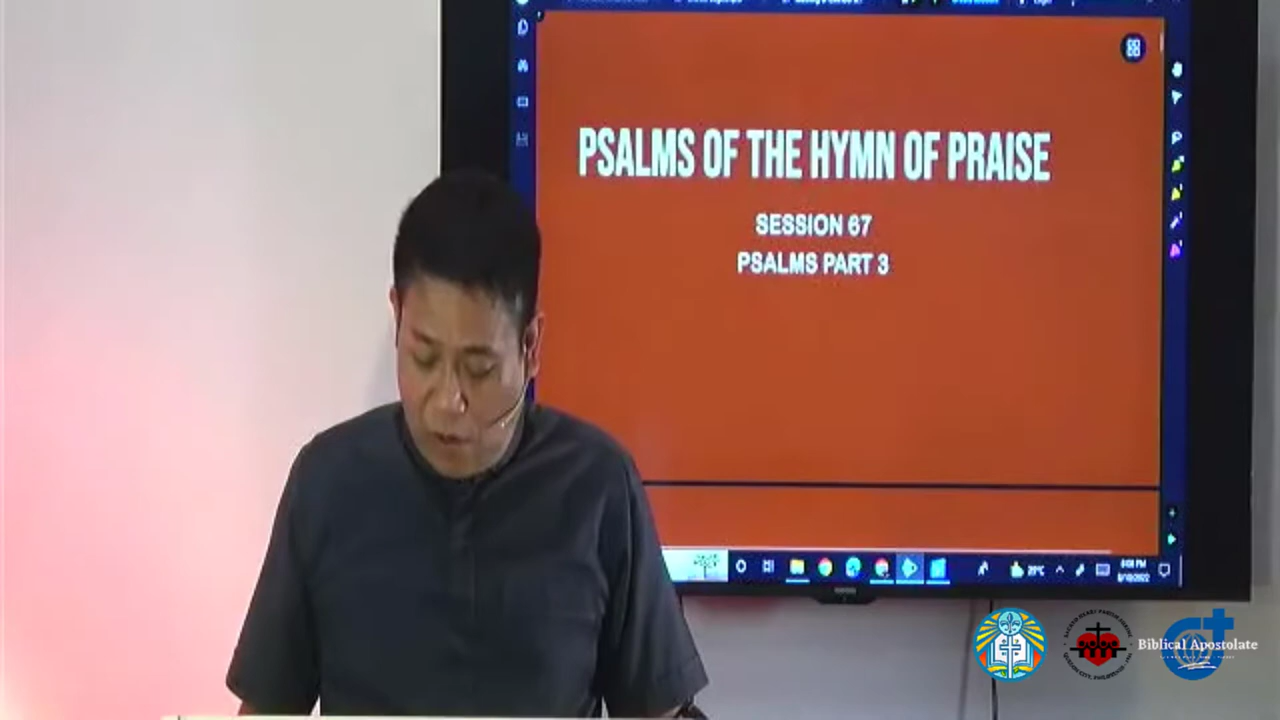 PSALMS OF THE HYMN OF PRAISE
SESSION 67
PSALMS PART 3
Biblical Apostolate